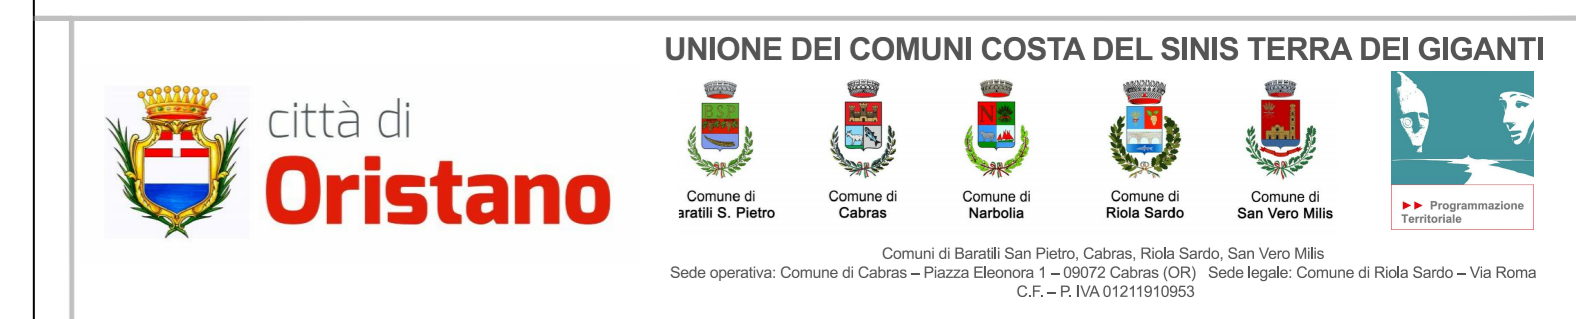 città di
Oristano
UNIONE DEI COMUNI COSTA DEL SINIS TERRA DEI GIGANTI
BSP
N
Comune di
aratili S. Pietro
Comune di
Cabras
Comune di
Narbolia
Comune di
Riola Sardo
Comune di
San Vero Milis
►► Programmazione
Territoriale
Comuni di Baratili San Pietro, Cabras, Riola Sardo, San Vero Milis
Sede operativa: Comune di Cabras – Piazza Eleonora 1 – 09072 Cabras (OR) Sede legale: Comune di Riola Sardo – Via Roma
C.F. – P. IVA 01211910953